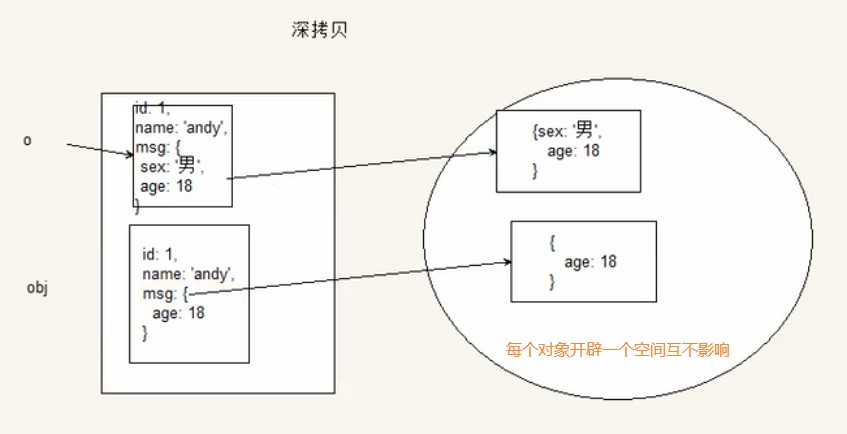 深拷贝
o
id: 1,
name: 'andy',
msg: {
sex: '男',
age: 18
}
{sex: '男',
age: 18
}
obj
id: 1,
name: 'andy',
msg: {
age: 18
}
{
age: 18
}
每个对象开辟一个空间互不影响